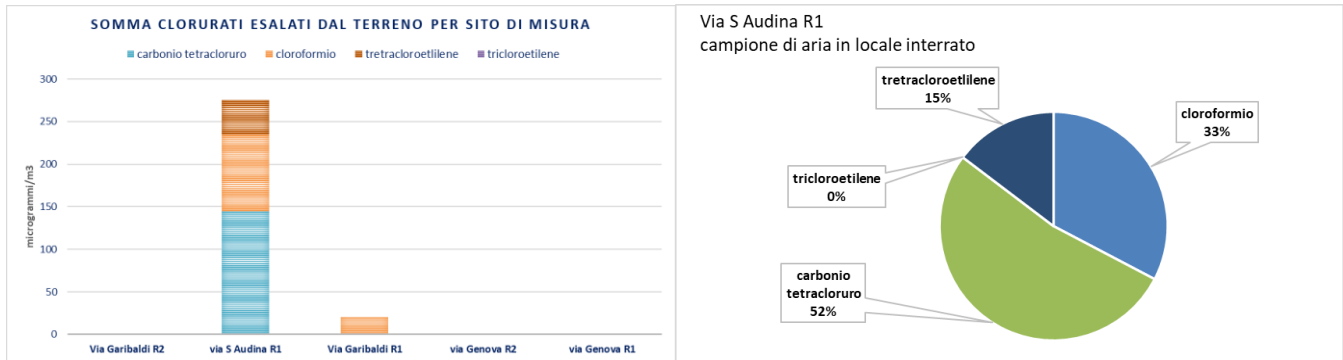 SOMMA CLORURATI ESALATI DAL TERRENO PER SITO DI MISURA
carbonio tetracloruro cloroformio tretracloroetlilene tricloroetilene
300
250
200
150
100
50
0
microgrammi/m3
Via Garibaldi R2 via S Audina R1 Via Garibaldi R1 via Genova R2 via Genova R1
Via S Audina R1
campione di aria in locale interrato
tretracloroetlilene
15%
cloroformio
33%
tricloroetilene
0%
carbonio
tetracloruro
52%